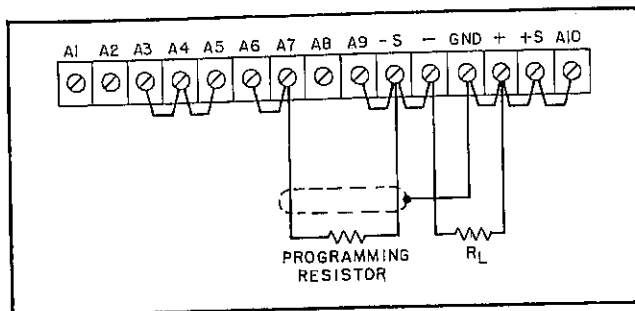 A1 A2 A3 A4 A5 A6 A7 A8 A9 -S - GND + +S A10
PROGRAMMING
RESISTOR
RL